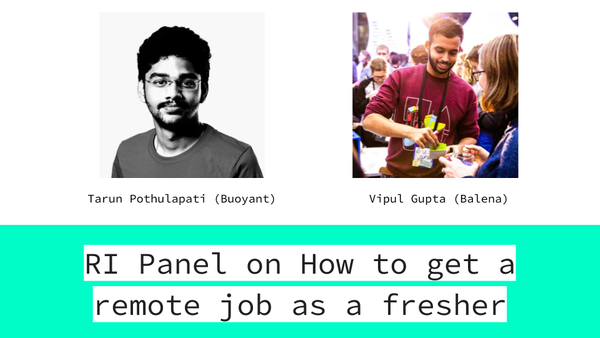 Tarun Pothulapati (Buoyant)
Vipul Gupta (Balena)
RI Panel on How to get a
remote job as a fresher